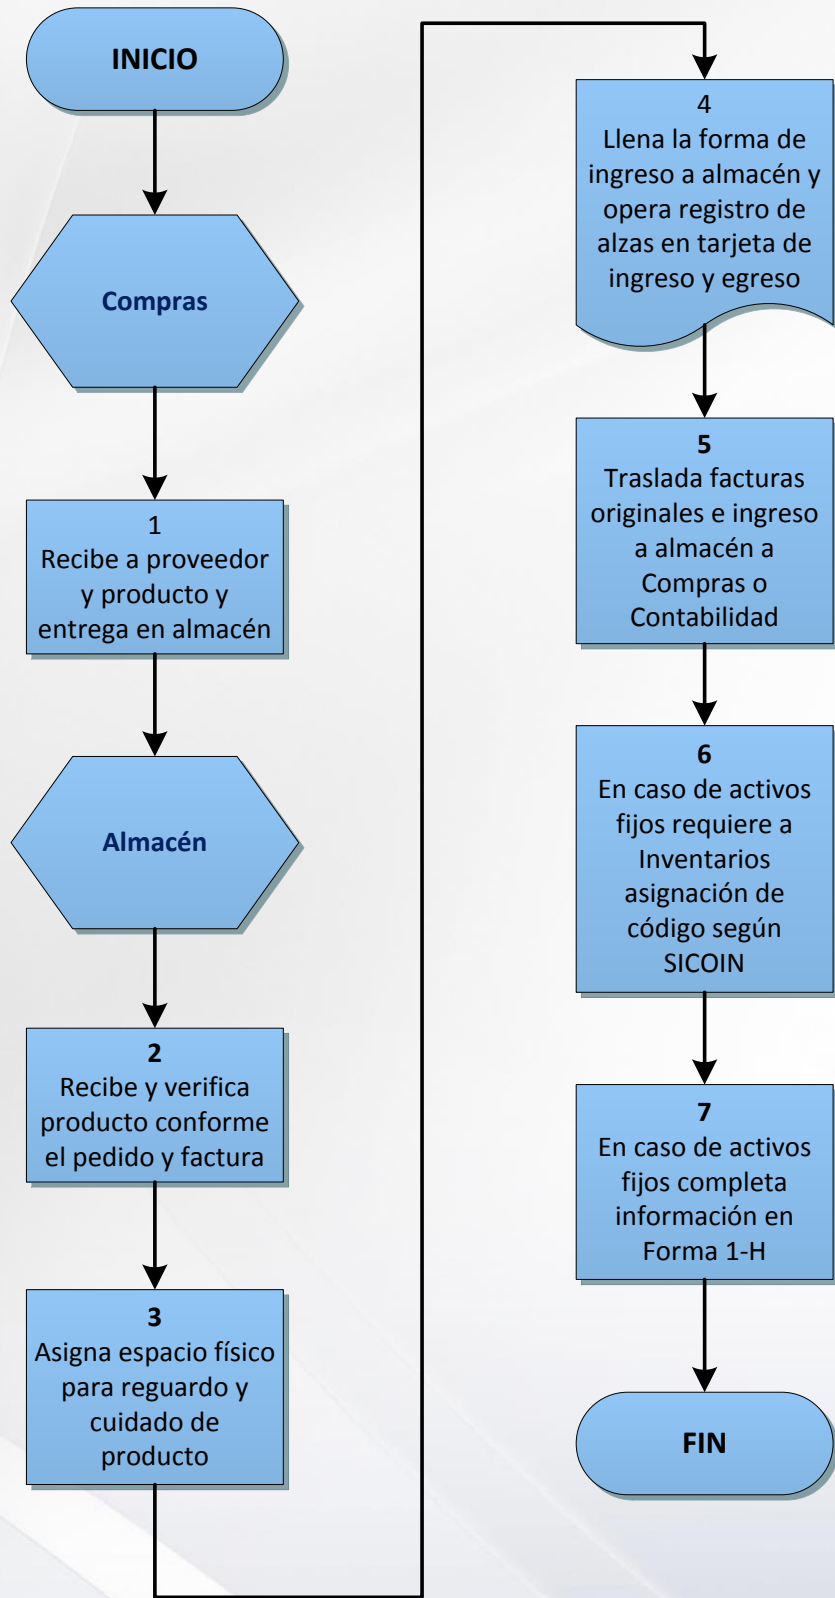 INICIO
Compras
1
Recibe a proveedor
y producto y
entrega en almacén
Almacén
2
Recibe y verifica
producto conforme
el pedido y factura
3
Asigna espacio físico
para reguardo y
cuidado de
producto
4
Llena la forma de
ingreso a almacén y
opera registro de
alzas en tarjeta de
ingreso y egreso
5
Traslada facturas
originales e ingreso
a almacén a
Compras o
Contabilidad
6
En caso de activos
fijos requiere a
Inventarios
asignación de
código según
SICOIN
7
En caso de activos
fijos completa
información en
Forma 1-H
FIN